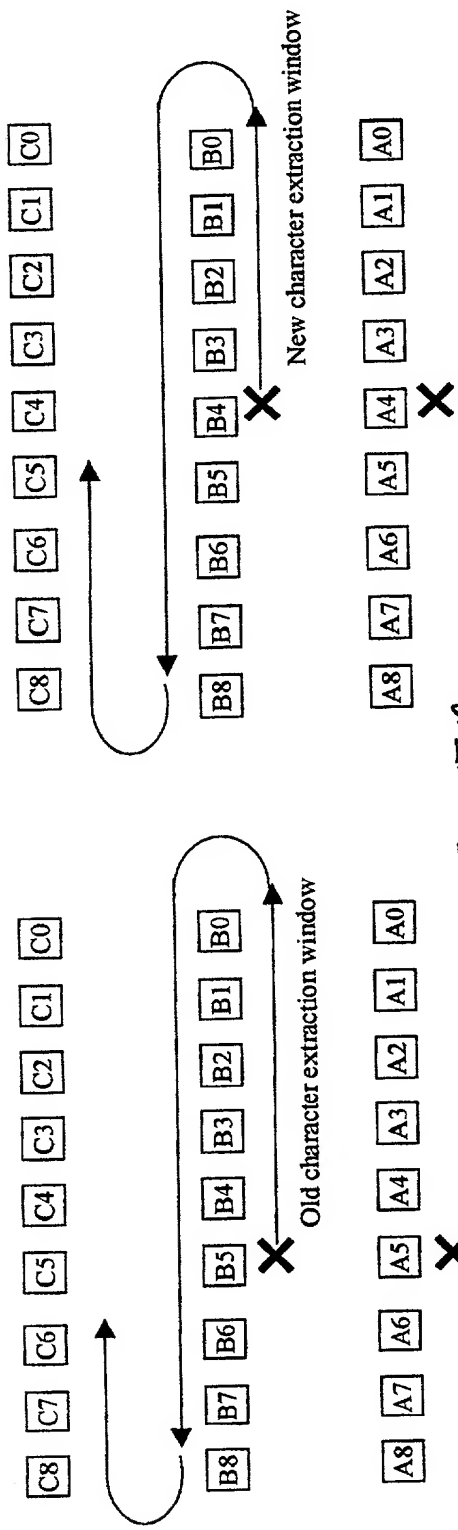 C8 C7 C6 C5 C4 C3 C2 C1 C0
B8 B7 B6 B5 B4 B3 B2 B1 B0
Old character extraction window
A8 A7 A6 A5 A4 A3 A2 A1 A0
C8 C7 C6 C5 C4 C3 C2 C1 C0
B8 B7 B6 B5 B4 B3 B2 B1 B0
New character extraction window
A8 A7 A6 A5 A4 A3 A2 A1 A0